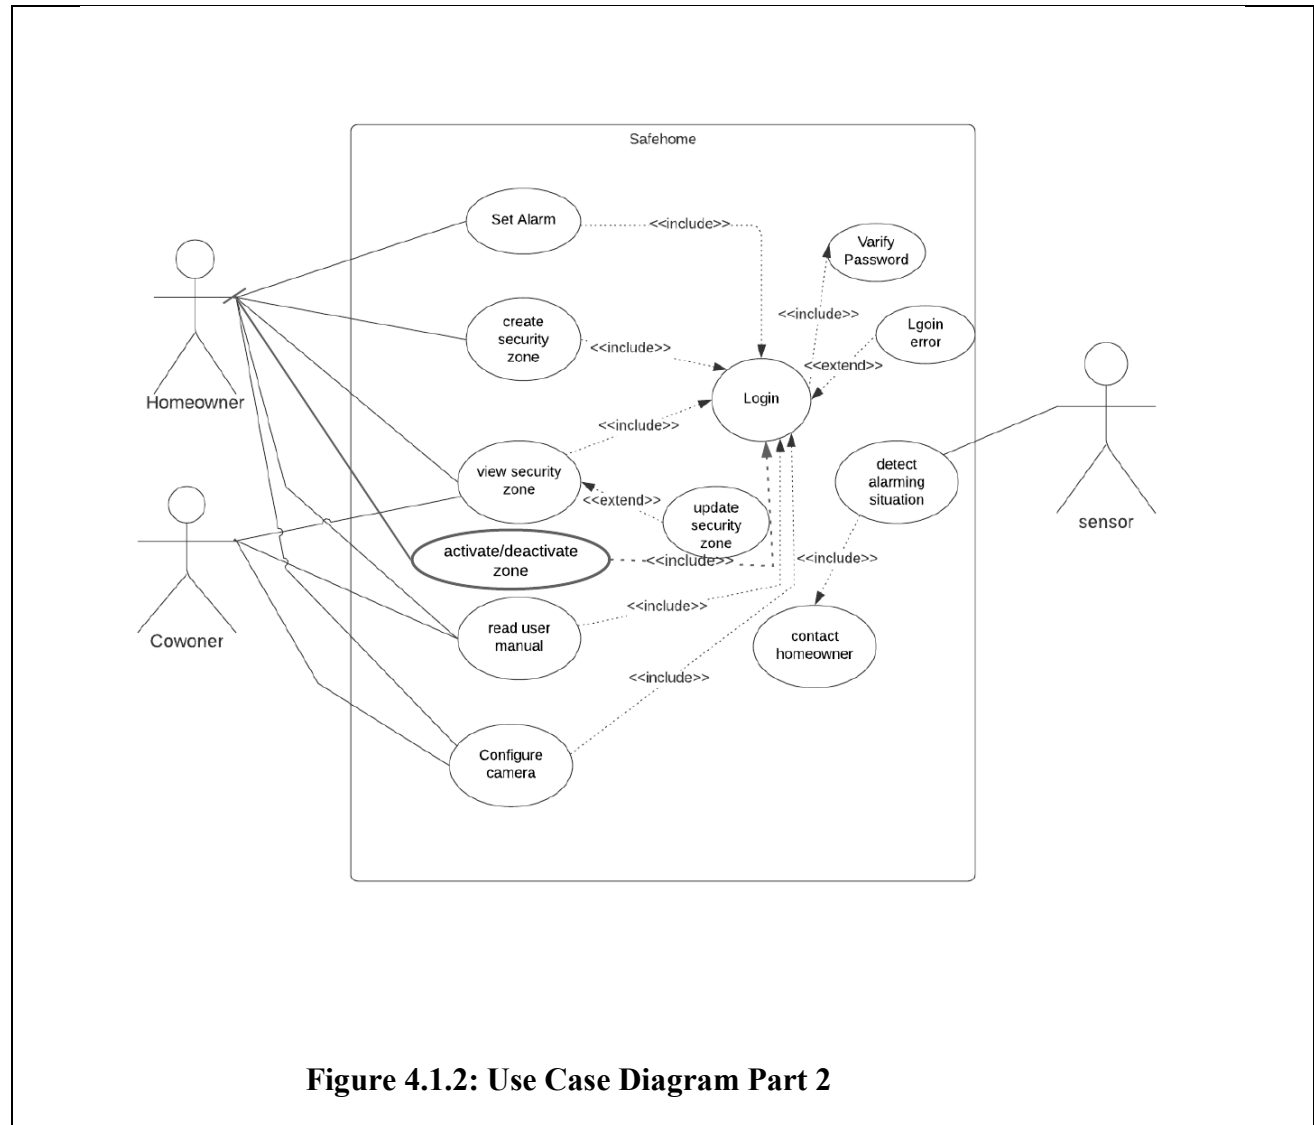 Safehome
Set Alarm
<<include>>
Varify
Password
<<include>>
Lgoin
error
<<extend>>
create
security
zone
<<include>>
Login
Homeowner
<<include>>
view security
zone
<<extend>>
update
security
zone
detect
alarming
situation
sensor
activate/deactivate
zone
<<include>>
<<include>>
Cowoner
read user
manual
<<include>>
contact
homeowner
<<include>>
Configure
camera
Figure 4.1.2: Use Case Diagram Part 2